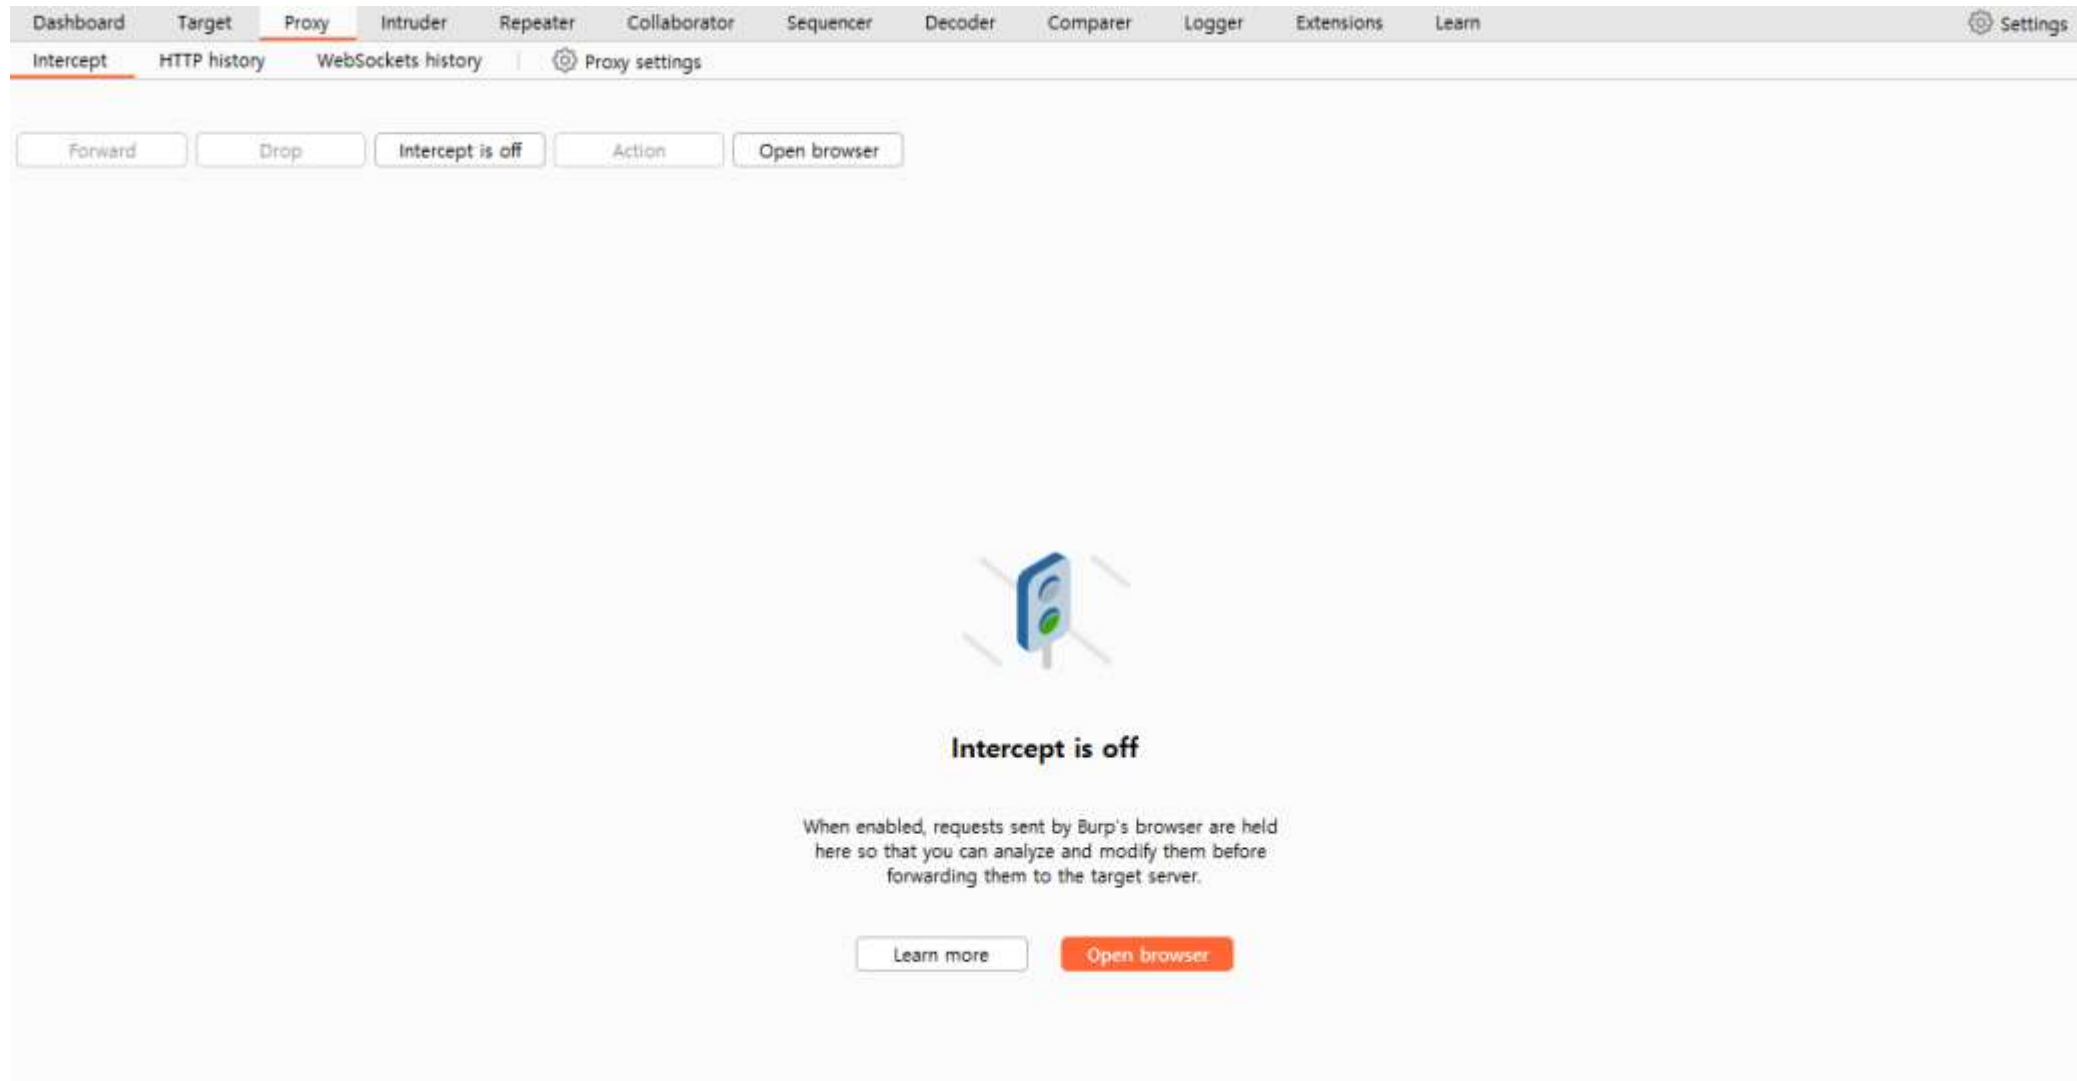 Dashboard Target Proxy Intruder Repeater Collaborator Sequencer Decoder Comparer Logger Extensions Learn Settings
Intercept HTTP history WebSockets history Proxy settings
Forward Drop Intercept is off Action Open browser
Intercept is off
When enabled, requests sent by Burp's browser are held
here so that you can analyze and modify them before
forwarding them to the target server.
Learn more Open browser